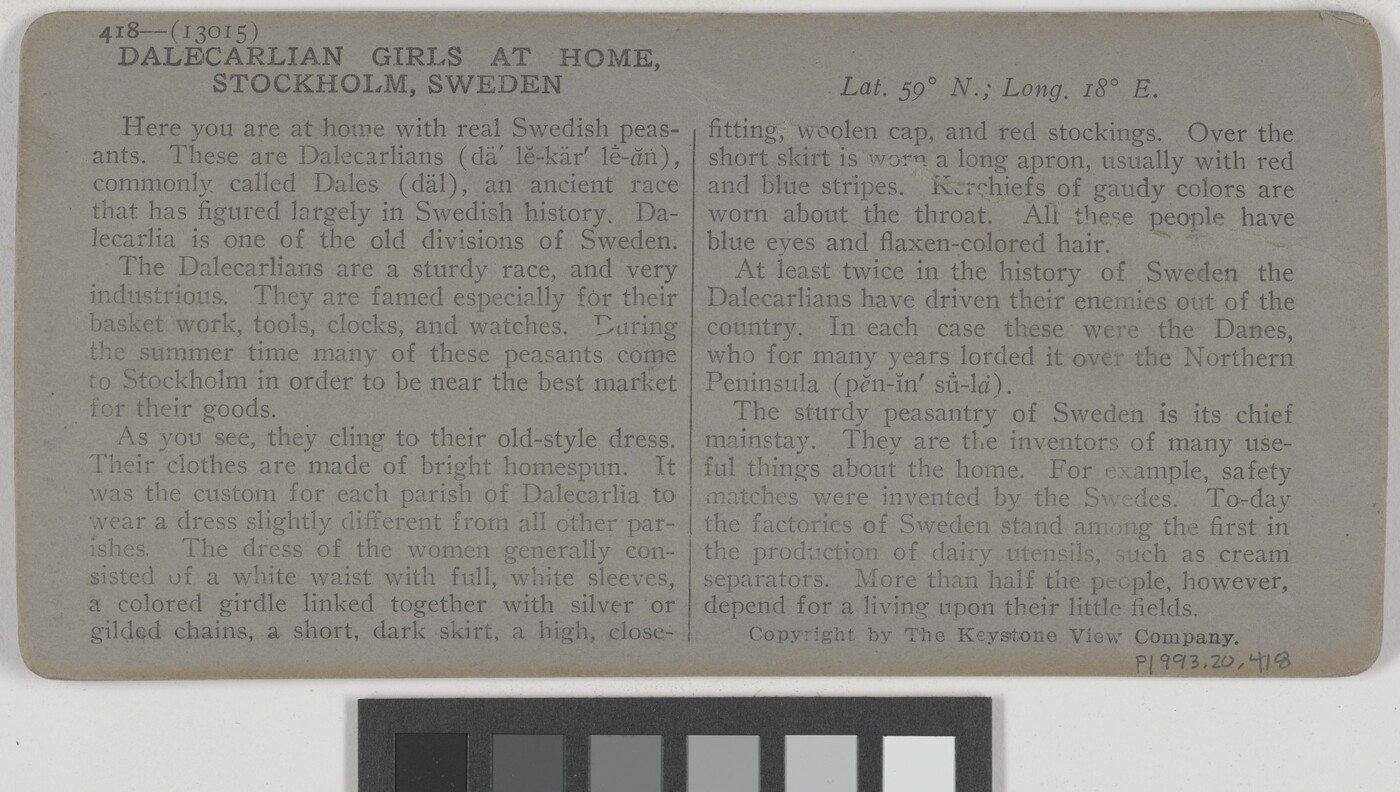 418—(13015)
DALECARLIAN GIRLS AT HOME,
STOCKHOLM, SWEDEN
Lat. 59° N.; Long. 18° E.
Here you are at home with real Swedish peas-
ants. These are Dalecarlians (dä′ lĕ-kär′ lḗ-ăn),
commonly called Dales (däl), an ancient race
that has figured largely in Swedish history. Da-
lecarlia is one of the old divisions of Sweden.
The Dalecarlians are a sturdy race, and very
industrious. They are famed especially for their
basket work, tools, clocks, and watches. During
the summer time many of these peasants come
to Stockholm in order to be near the best market
for their goods.
As you see, they cling to their old-style dress.
Their clothes are made of bright homespun. It
was the custom for each parish of Dalecarlia to
wear a dress slightly different from all other par-
ishes. The dress of the women generally con-
sisted of a white waist with full, white sleeves,
a colored girdle linked together with silver or
gilded chains, a short, dark skirt, a high, close-
fitting, woolen cap, and red stockings. Over the
short skirt is worn a long apron, usually with red
and blue stripes. Kerchiefs of gaudy colors are
worn about the throat. All these people have
blue eyes and flaxen-colored hair.
At least twice in the history of Sweden the
Dalecarlians have driven their enemies out of the
country. In each case these were the Danes,
who for many years lorded it over the Northern
Peninsula (pĕn-ĭn′ sū̇-lȧ).
The sturdy peasantry of Sweden is its chief
mainstay. They are the inventors of many use-
ful things about the home. For example, safety
matches were invented by the Swedes. To-day
the factories of Sweden stand among the first in
the production of dairy utensils, such as cream
separators. More than half the people, however,
depend for a living upon their little fields.
Copyright by The Keystone View Company.
P1993.20.418